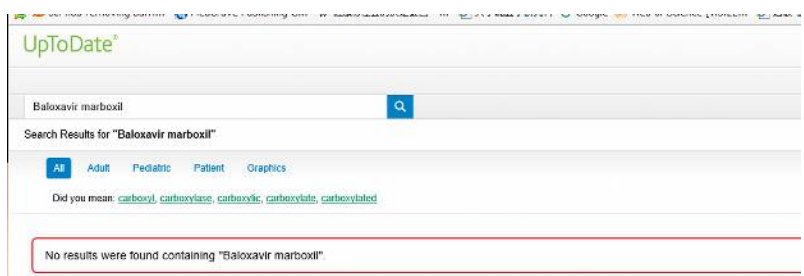 UpToDate®
Baloxavir marboxil
Search Results for "Baloxavir marboxil"
All Adult Pediatric Patient Graphics
Did you mean: carboxyl, carboxylase, carboxylic, carboxylate, carboxylated
No results were found containing "Baloxavir marboxil".